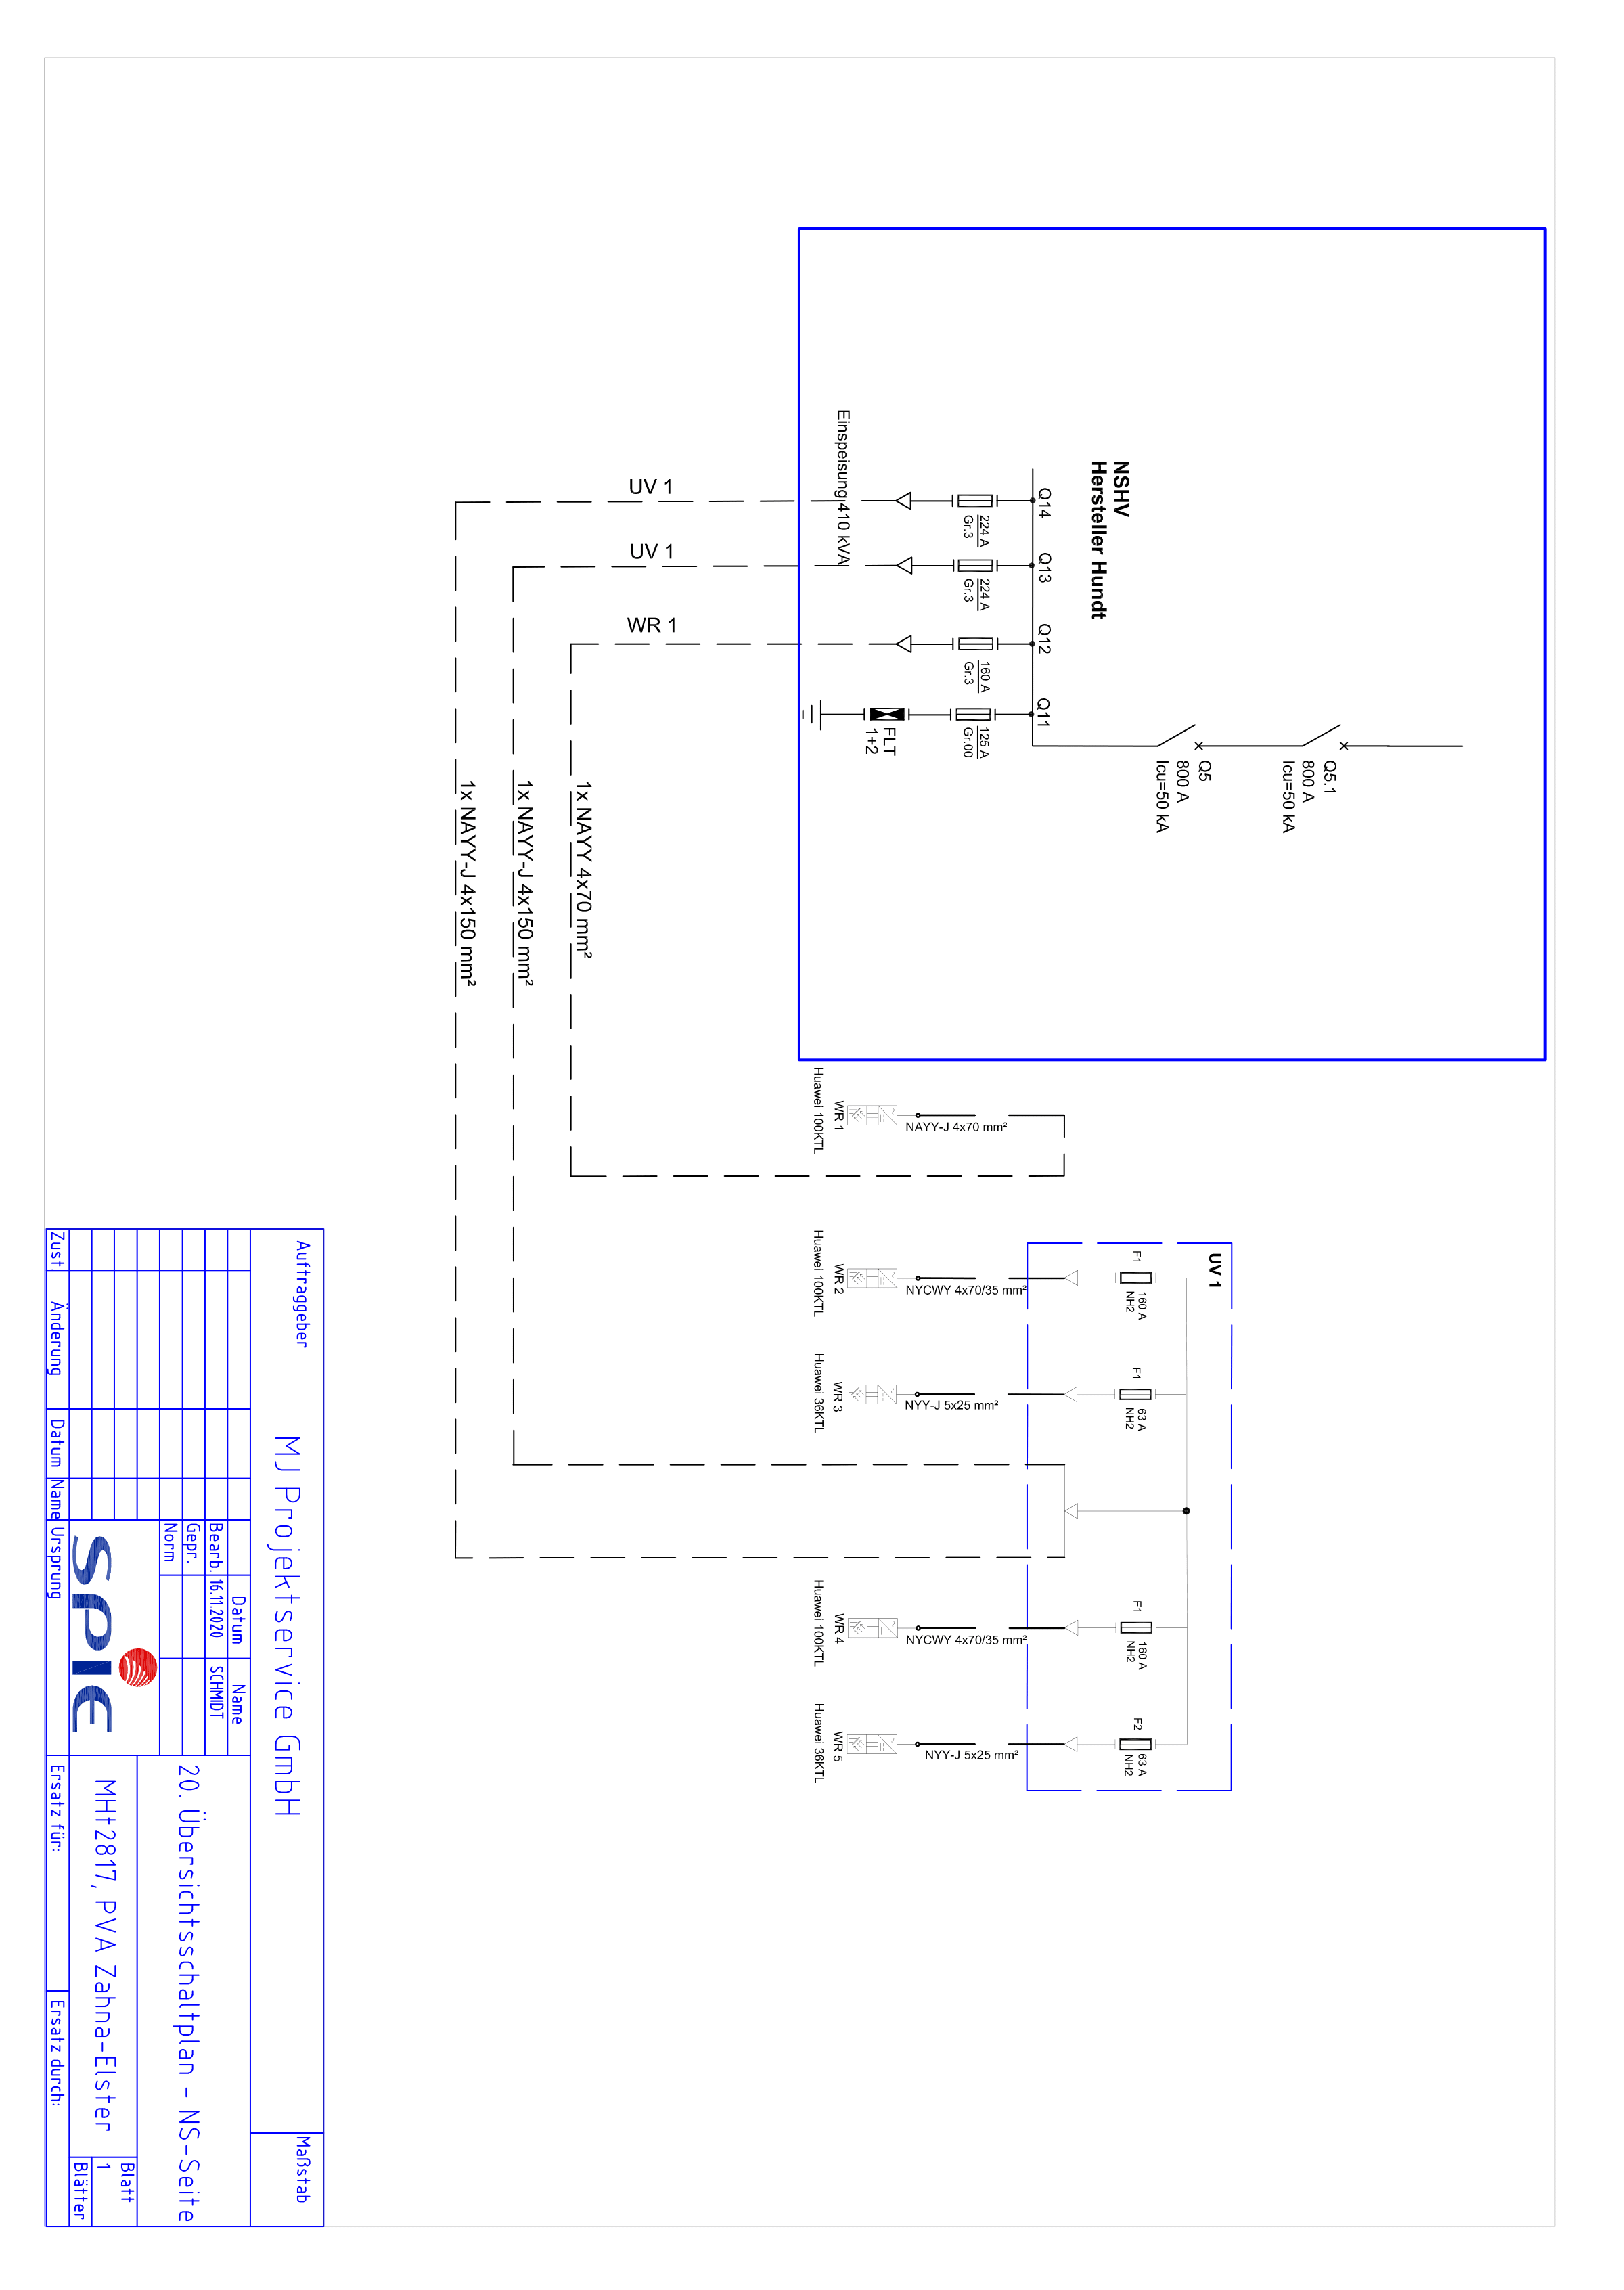 Q5.1
800 A
Icu=50 kA
Q5
800 A
Icu=50 kA
NSHV
Hersteller Hundt
Q14
Q13
Q12
Q11
224 A
Gr.3
224 A
Gr.3
160 A
Gr.3
125 A
Gr.00
FLT
1+2
Einspeisung 410 kVA
UV 1
UV 1
WR 1
1x NAYY 4x70 mm²
1x NAYY-J 4x150 mm²
1x NAYY-J 4x150 mm²
UV 1
F1
160 A
NH2
F1
63 A
NH2
F1
160 A
NH2
F2
63 A
NH2
NAYY-J 4x70 mm²
NYCWY 4x70/35 mm²
NYY-J 5x25 mm²
NYCWY 4x70/35 mm²
NYY-J 5x25 mm²
WR 1
Huawei 100KTL
WR 2
Huawei 100KTL
WR 3
Huawei 36KTL
WR 4
Huawei 100KTL
WR 5
Huawei 36KTL
Auftraggeber
MJ Projektservice GmbH
Maßstab
Datum Name
Bearb. 16.11.2020 SCHMIDT
Gepr.
Norm
20. Übersichtsschaltplan - NS-Seite
SPIE
MHt2817, PVA Zahna-Elster
Blatt
1
Blätter
Zust Änderung Datum Name Ursprung Ersatz für: Ersatz durch: